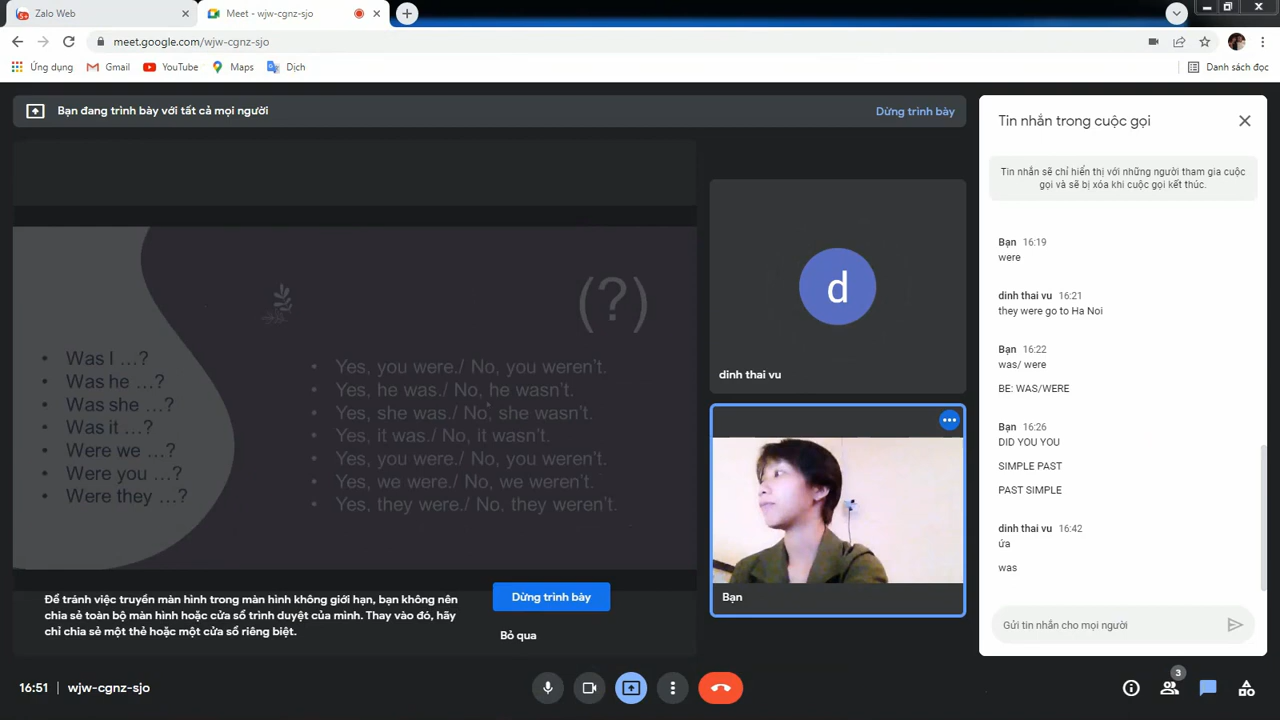 Zalo Web
Meet - wjw-cgnz-sjo
meet.google.com/wjw-cgnz-sjo
Ứng dụng
Gmail
YouTube
Maps
Dịch
Danh sách đọc
Bạn đang trình bày với tất cả mọi người
Dừng trình bày
(?)
• Was I ...?
• Was he ...?
• Was she ...?
• Was it ...?
• Were we ...?
• Were you ...?
• Were they ...?
• Yes, you were./ No, you weren't.
• Yes, he was./ No, he wasn't.
• Yes, she was./ No, she wasn't.
• Yes, it was./ No, it wasn't.
• Yes, you were./ No, you weren't.
• Yes, we were./ No, we weren't.
• Yes, they were./ No, they weren't.
Để tránh việc truyền màn hình trong màn hình không giới hạn, bạn không nên
chia sẻ toàn bộ màn hình hoặc cửa sổ trình duyệt của mình. Thay vào đó, hãy
chỉ chia sẻ một thẻ hoặc một cửa sổ riêng biệt.
Dừng trình bày
Bỏ qua
d
dinh thai vu
Bạn
Tin nhắn trong cuộc gọi
Tin nhắn sẽ chỉ hiển thị với những người tham gia cuộc
gọi và sẽ bị xóa khi cuộc gọi kết thúc.
Bạn 16:19
were
dinh thai vu 16:21
they were go to Ha Noi
Bạn 16:22
was/ were
BE: WAS/WERE
Bạn 16:26
DID YOU YOU
SIMPLE PAST
PAST SIMPLE
dinh thai vu 16:42
ứa
was
Gửi tin nhắn cho mọi người
16:51
wjw-cgnz-sjo
3